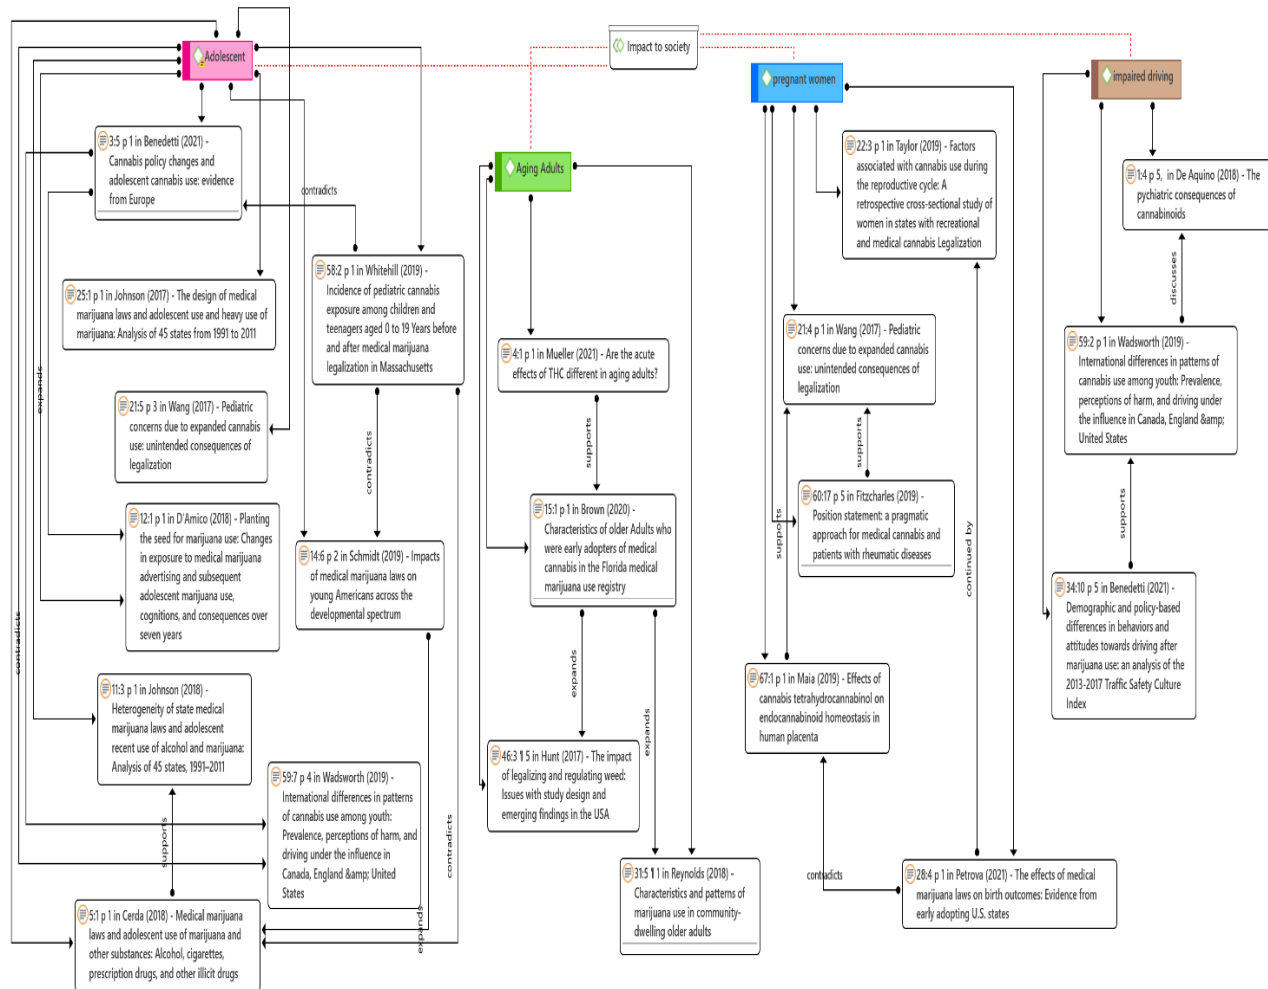 Impact to society
Adolescent
pregnant women
impaired driving
Aging Adults
3:5 p 1 in Benedetti (2021) -
Cannabis policy changes and
adolescent cannabis use: evidence
from Europe
contradicts
22:3 p 1 in Taylor (2019) - Factors
associated with cannabis use during
the reproductive cycle: A
retrospective cross-sectional study of
women in states with recreational
and medical cannabis Legalization
1:4 p 5, in De Aquino (2018) - The
pychiatric consequences of
cannabinoids
discusses
25:1 p 1 in Johnson (2017) - The design of medical
marijuana laws and adolescent use and heavy use of
marijuana: Analysis of 45 states from 1991 to 2011
58:2 p 1 in Whitehill (2019) -
Incidence of pediatric cannabis
exposure among children and
teenagers aged 0 to 19 Years before
and after medical marijuana
legalization in Massachusetts
4:1 p 1 in Mueller (2021) - Are the acute
effects of THC different in aging adults?
21:4 p 1 in Wang (2017) - Pediatric
concerns due to expanded cannabis
use: unintended consequences of
legalization
59:2 p 1 in Wadsworth (2019) -
International differences in patterns of
cannabis use among youth: Prevalence,
perceptions of harm, and driving under
the influence in Canada, England &amp;
United States
expands
21:5 p 3 in Wang (2017) - Pediatric
concerns due to expanded cannabis
use: unintended consequences of
legalization
contradicts
supports
supports
supports
12:1 p 1 in D'Amico (2018) - Planting
the seed for marijuana use: Changes
in exposure to medical marijuana
advertising and subsequent
adolescent marijuana use,
cognitions, and consequences over
seven years
14:6 p 2 in Schmidt (2019) - Impacts
of medical marijuana laws on
young Americans across the
developmental spectrum
15:1 p 1 in Brown (2020) -
Characteristics of older Adults who
were early adopters of medical
cannabis in the Florida medical
marijuana use registry
60:17 p 5 in Fitzcharles (2019) -
Position statement: a pragmatic
approach for medical cannabis and
patients with rheumatic diseases
supports
continued by
34:10 p 5 in Benedetti (2021) -
Demographic and policy-based
differences in behaviors and
attitudes towards driving after
marijuana use: an analysis of the
2013-2017 Traffic Safety Culture
Index
contradicts
11:3 p 1 in Johnson (2018) -
Heterogeneity of state medical
marijuana laws and adolescent
recent use of alcohol and marijuana:
Analysis of 45 states, 1991–2011
expands
expands
67:1 p 1 in Maia (2019) - Effects of
cannabis tetrahydrocannabinol on
endocannabinoid homeostasis in
human placenta
46:3 ¶ 5 in Hunt (2017) - The impact
of legalizing and regulating weed:
Issues with study design and
emerging findings in the USA
59:7 p 4 in Wadsworth (2019) -
International differences in patterns
of cannabis use among youth:
Prevalence, perceptions of harm, and
driving under the influence in
Canada, England &amp; United
States
supports
contradicts
31:5 ¶ 1 in Reynolds (2018) -
Characteristics and patterns of
marijuana use in community-
dwelling older adults
contradicts
28:4 p 1 in Petrova (2021) - The effects of medical
marijuana laws on birth outcomes: Evidence from
early adopting U.S. states
5:1 p 1 in Cerda (2018) - Medical marijuana
laws and adolescent use of marijuana and
other substances: Alcohol, cigarettes,
prescription drugs, and other illicit drugs
expands